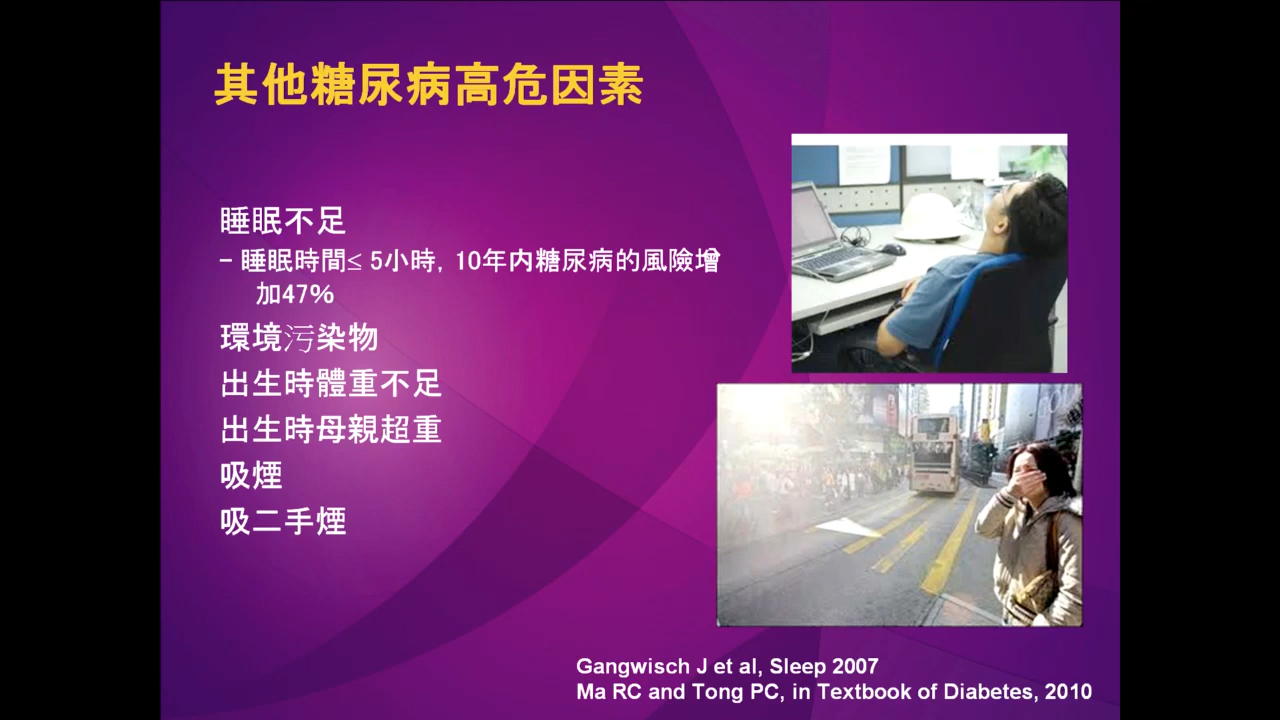 其他糖尿病高危因素
睡眠不足
– 睡眠時間≤ 5小時, 10年内糖尿病的風險增
加47%
環境污染物
出生時體重不足
出生時母親超重
吸煙
吸二手煙
Gangwisch J et al, Sleep 2007
Ma RC and Tong PC, in Textbook of Diabetes, 2010